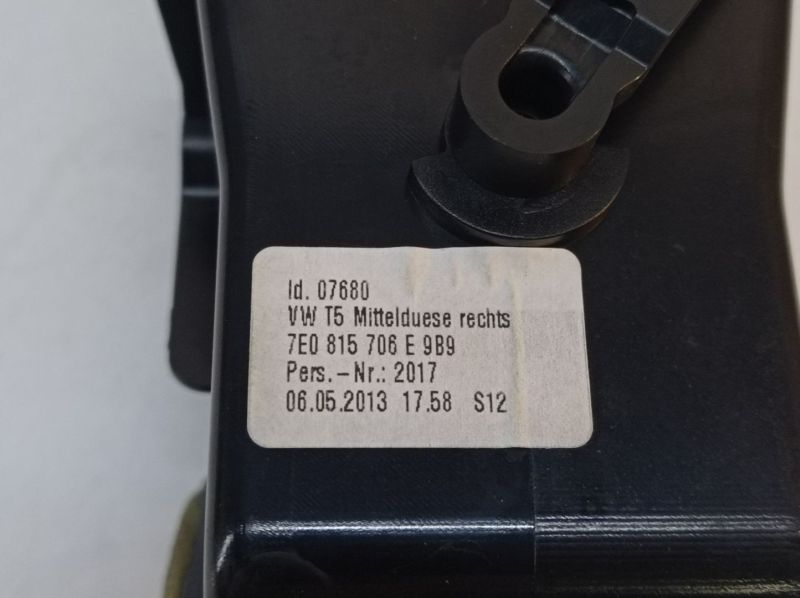 Id. 07680
VW T5 Mittelduese rechts
7E0 815 706 E 9B9
Pers.-Nr.: 2017
06.05.2013 17.58 S12